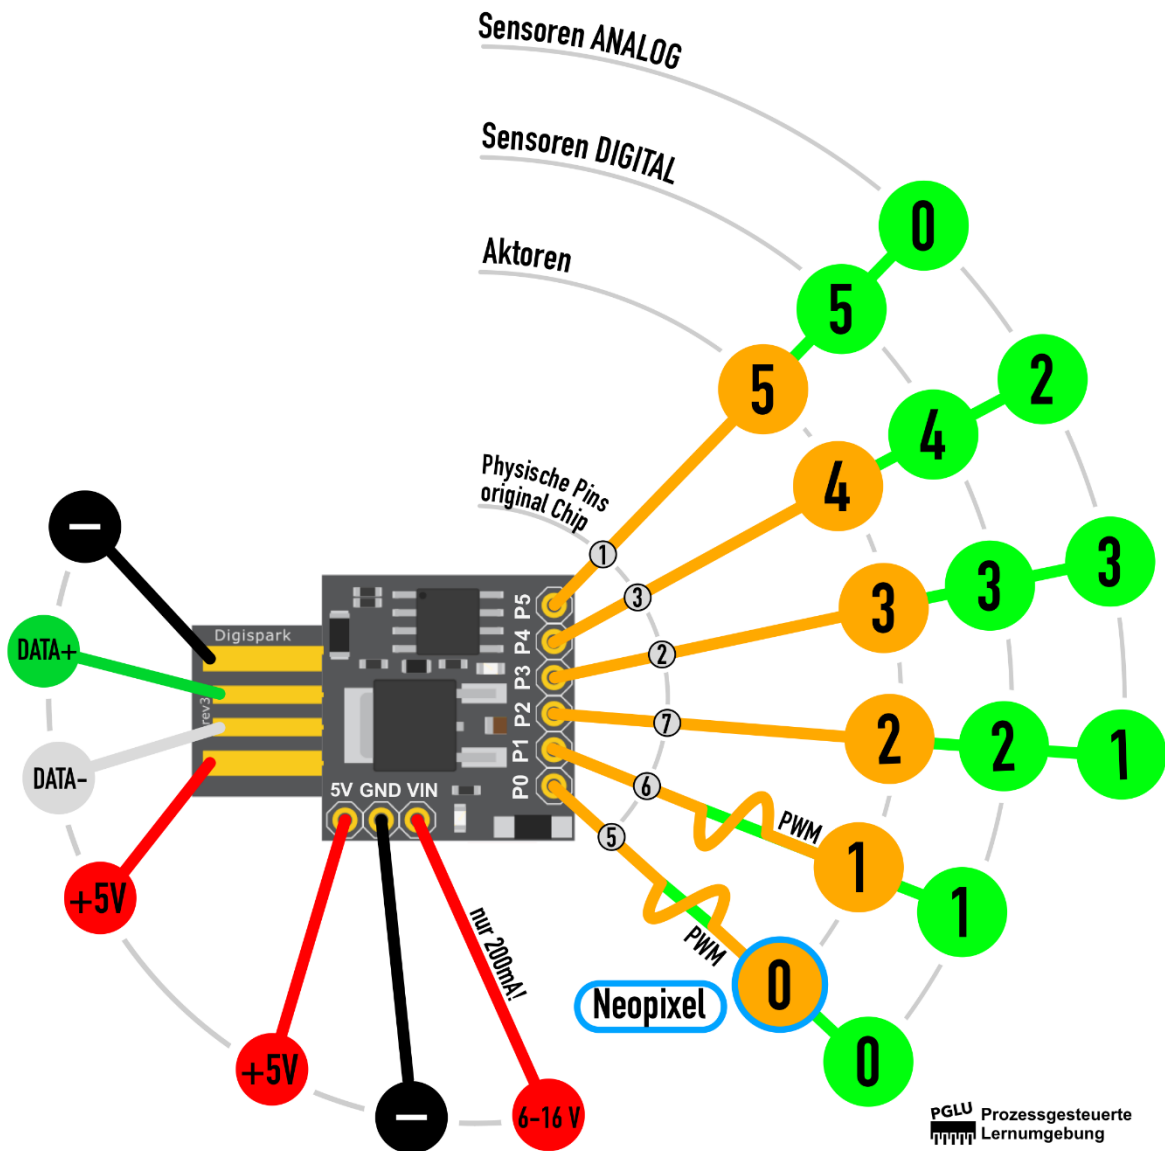 Sensoren ANALOG
Sensoren DIGITAL
Aktoren
Physische Pins
original Chip
0
5
5
2
4
4
3
3
3
1
2
2
1
1
0
0
1
3
2
7
6
5
PWM
PWM
Neopixel
P5
P4
P3
P2
P1
P0
Digispark
rev3
5V GND VIN
−
DATA+
DATA-
+5V
+5V
−
6-16 V
nur 200mA!
PGLU
Prozessgesteuerte
Lernumgebung